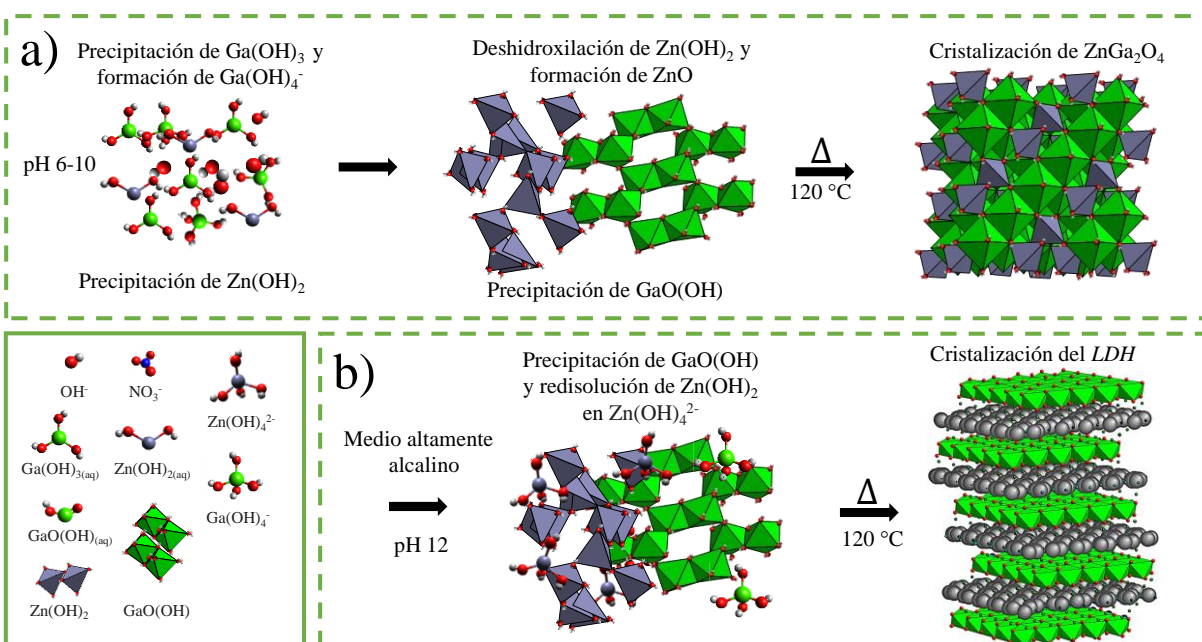 a)
Precipitación de Ga(OH)₃ y
formación de Ga(OH)₄⁻
pH 6-10
Precipitación de Zn(OH)₂
Deshidroxilación de Zn(OH)₂ y
formación de ZnO
Precipitación de GaO(OH)
Δ
120 °C
Cristalización de ZnGa₂O₄
OH⁻
NO₃⁻
Zn(OH)₄²⁻
Ga(OH)₃₍aq₎
Zn(OH)₂₍aq₎
Ga(OH)₄⁻
GaO(OH)₍aq₎
Zn(OH)₂
GaO(OH)
b)
Medio altamente
alcalino
pH 12
Precipitación de GaO(OH)
y redisolución de Zn(OH)₂
en Zn(OH)₄²⁻
Δ
120 °C
Cristalización del LDH